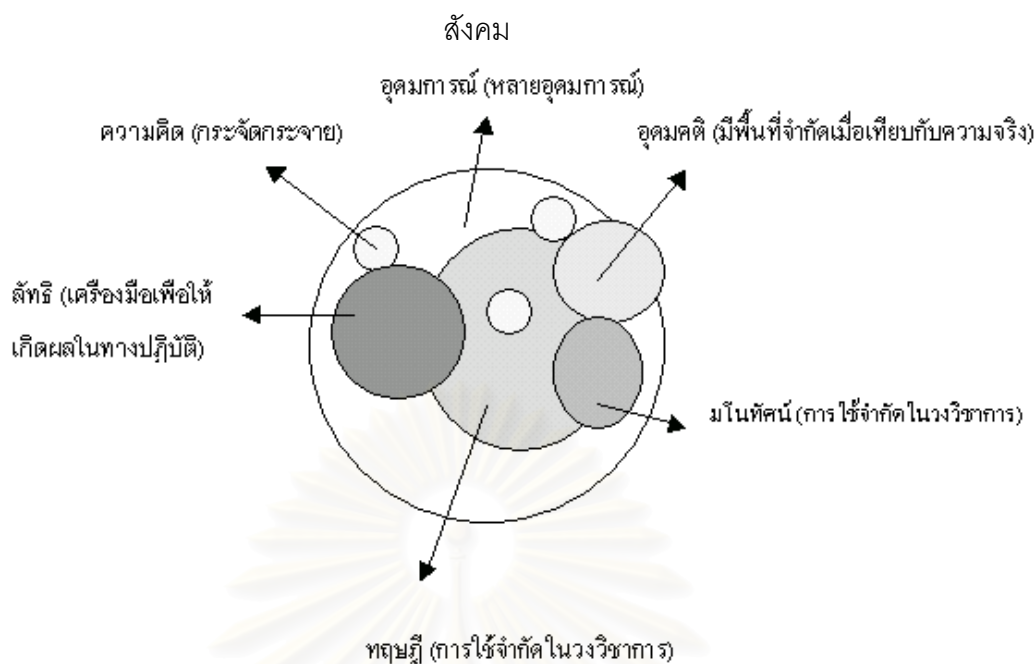 สังคม
อุดมการณ์ (หลายอุดมการณ์)
ความคิด (กระจัดกระจาย)
อุดมคติ (มีพื้นที่จำกัดเมื่อเทียบกับความจริง)
ลัทธิ (เครื่องมือเพื่อให้
เกิดผลในทางปฏิบัติ)
มโนทัศน์ (การใช้จำกัดในวงวิชาการ)
ทฤษฎี (การใช้จำกัดในวงวิชาการ)